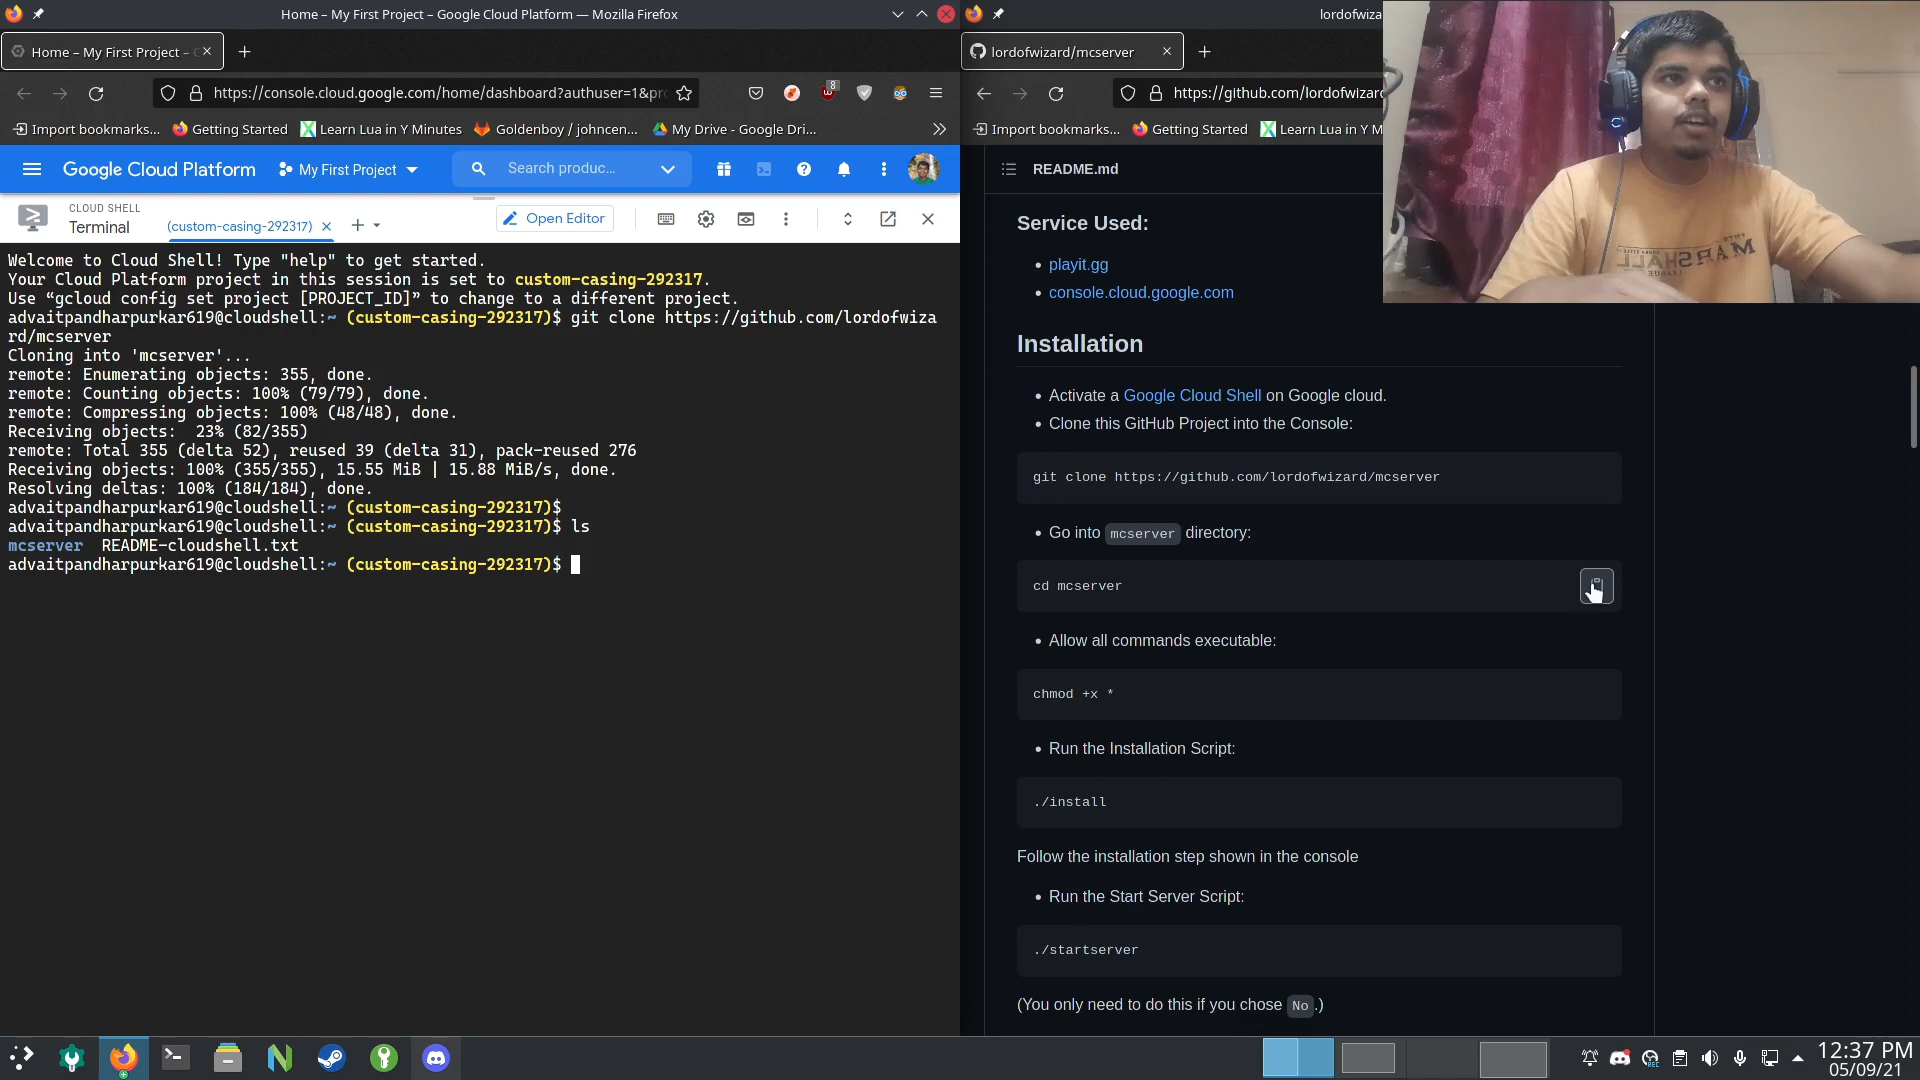 Home – My First Project – Google Cloud Platform — Mozilla Firefox
Home – My First Project –
https://console.cloud.google.com/home/dashboard?authuser=1&pr
8
Import bookmarks...
Getting Started
Learn Lua in Y Minutes
Goldenboy / johncen...
My Drive - Google Dri...
Google Cloud Platform
My First Project
Search produc...
CLOUD SHELL
Terminal
(custom-casing-292317)
Open Editor
Welcome to Cloud Shell! Type "help" to get started.
Your Cloud Platform project in this session is set to custom-casing-292317.
Use “gcloud config set project [PROJECT_ID]” to change to a different project.
advaitpandharpurkar619@cloudshell:~ (custom-casing-292317)$ git clone https://github.com/lordofwiza
rd/mcserver
Cloning into 'mcserver'...
remote: Enumerating objects: 355, done.
remote: Counting objects: 100% (79/79), done.
remote: Compressing objects: 100% (48/48), done.
Receiving objects:  23% (82/355)
remote: Total 355 (delta 52), reused 39 (delta 31), pack-reused 276
Receiving objects: 100% (355/355), 15.55 MiB | 15.88 MiB/s, done.
Resolving deltas: 100% (184/184), done.
advaitpandharpurkar619@cloudshell:~ (custom-casing-292317)$
advaitpandharpurkar619@cloudshell:~ (custom-casing-292317)$ ls
mcserver  README-cloudshell.txt
advaitpandharpurkar619@cloudshell:~ (custom-casing-292317)$
lordofwiza
lordofwizard/mcserver
https://github.com/lordofwizard
Import bookmarks...
Getting Started
Learn Lua in Y M
README.md
Service Used:
• playit.gg
• console.cloud.google.com
Installation
• Activate a Google Cloud Shell on Google cloud.
• Clone this GitHub Project into the Console:
git clone https://github.com/lordofwizard/mcserver
• Go into mcserver directory:
cd mcserver
• Allow all commands executable:
chmod +x *
• Run the Installation Script:
./install
Follow the installation step shown in the console
• Run the Start Server Script:
./startserver
(You only need to do this if you chose No.)
MARSHALL
LEAGUE
12:37 PM
05/09/21